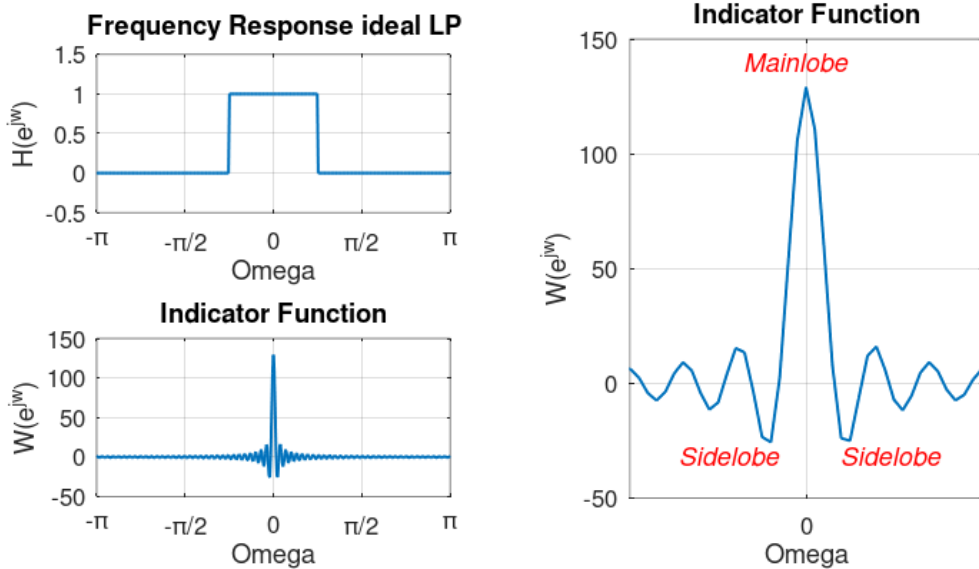 Frequency Response ideal LP
1.5
1
0.5
0
-0.5
H(e^jw)
-π -π/2 0 π/2 π
Omega
Indicator Function
150
100
50
0
-50
W(e^jw)
-π -π/2 0 π/2 π
Omega
Indicator Function
150
100
50
0
-50
W(e^jw)
Mainlobe
Sidelobe Sidelobe
0
Omega